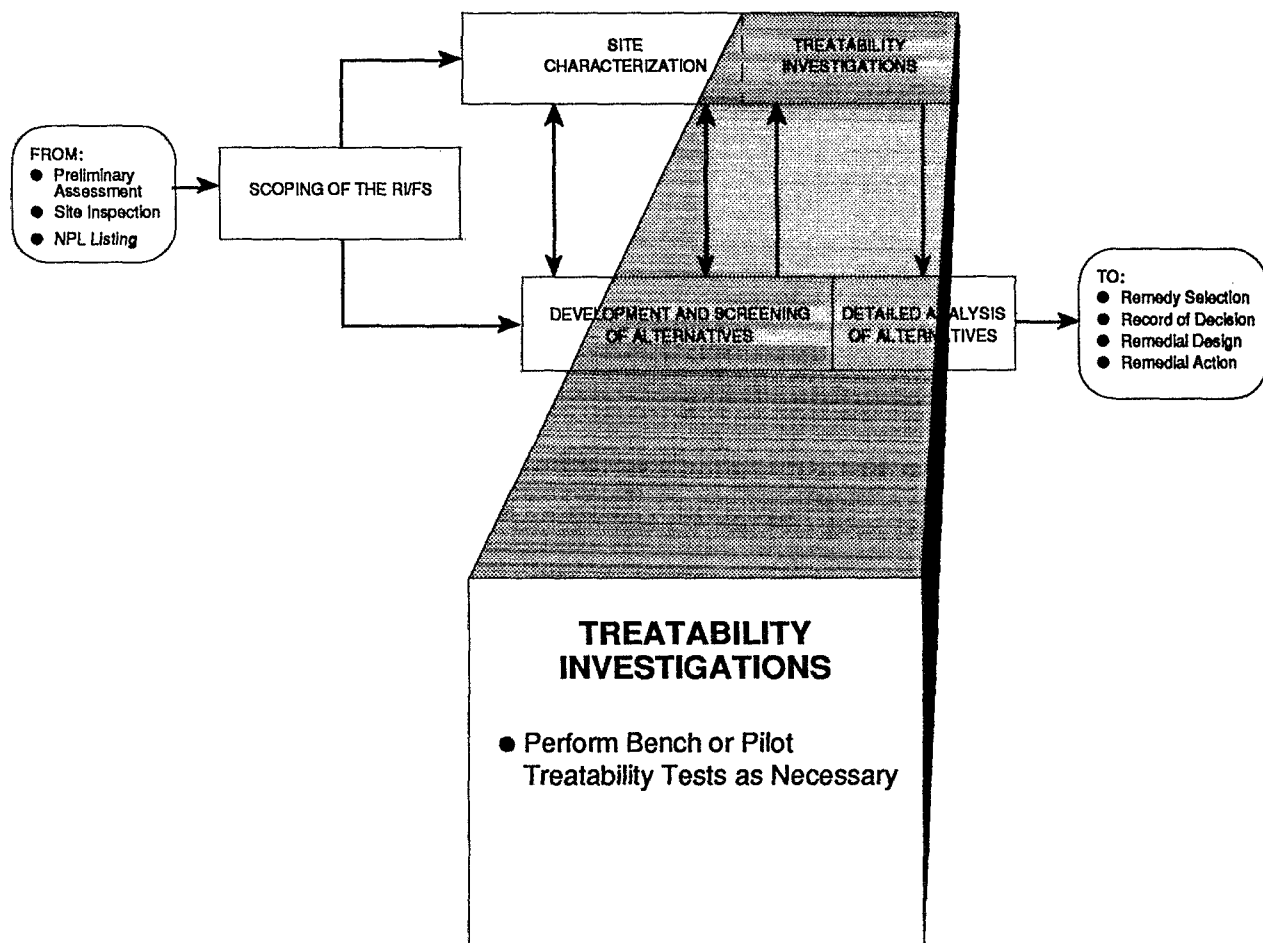 FROM:
● Preliminary
Assessment
● Site Inspection
● NPL Listing
SCOPING OF THE RI/FS
SITE
CHARACTERIZATION
TREATABILITY
INVESTIGATIONS
DEVELOPMENT AND SCREENING
OF ALTERNATIVES
DETAILED ANALYSIS
OF ALTERNATIVES
TO:
● Remedy Selection
● Record of Decision
● Remedial Design
● Remedial Action
TREATABILITY
INVESTIGATIONS
● Perform Bench or Pilot
Treatability Tests as Necessary